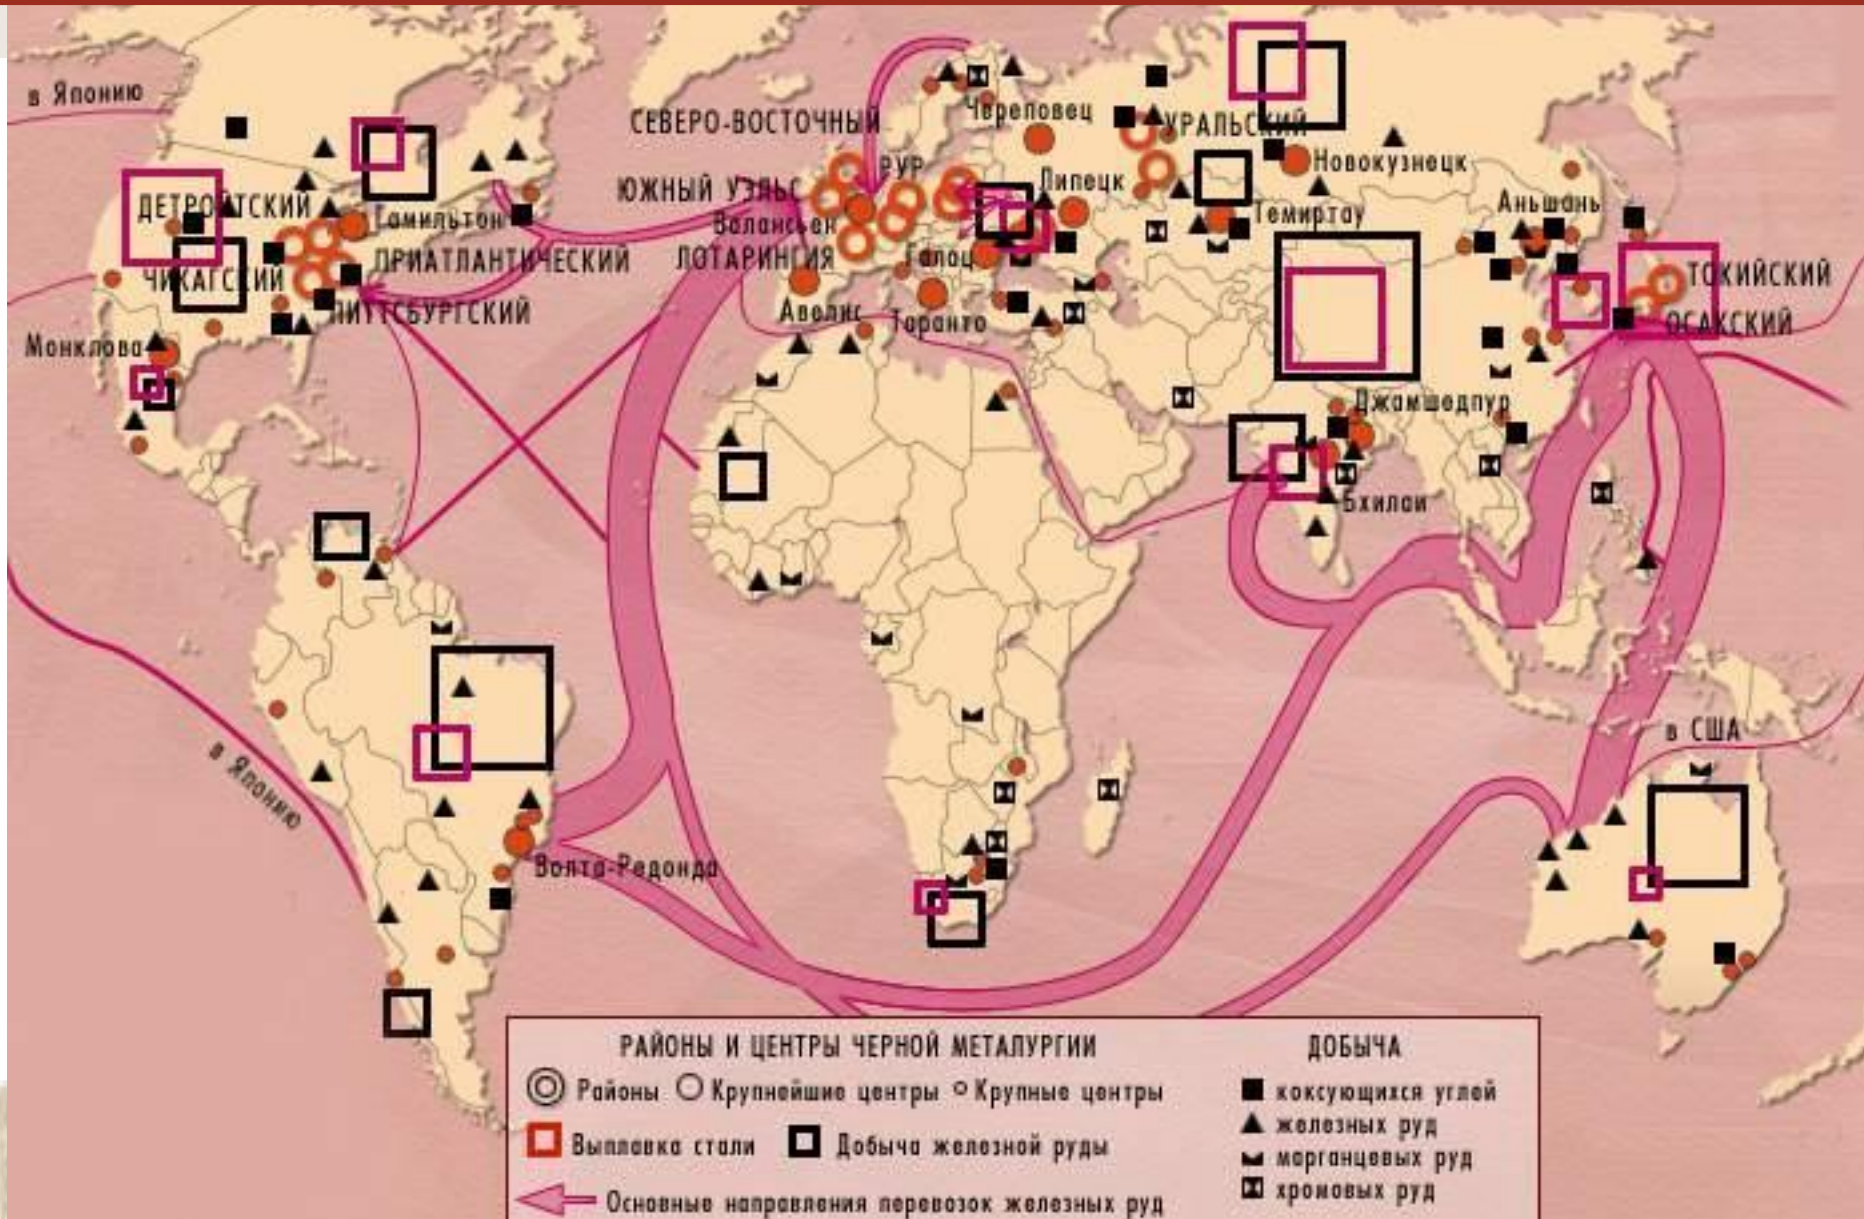 в Японию
СЕВЕРО-ВОСТОЧНЫЙ
Череповец
УРАЛЬСКИЙ
РУР
Новокузнецк
ЮЖНЫЙ УЭЛЬС
Липецк
ДЕТРОЙТСКИЙ
Гамильтон
Валансьен
Темиртау
Аньшань
ПРИАТЛАНТИЧЕСКИЙ
ЛОТАРИНГИЯ
Галац
ЧИКАГССИЙ
ТОКИЙСКИЙ
ПИТТСБУРГСКИЙ
Авелис
Таранто
ОСАКСКИЙ
Монклова
Джамшедпур
Бхилаи
в США
в Японию
Волта-Редонда
РАЙОНЫ И ЦЕНТРЫ ЧЕРНОЙ МЕТАЛУРГИИ
Районы Крупнейшие центры Крупные центры
Выплавка стали Добыча железной руды
Основные направления перевозок железных руд
ДОБЫЧА
коксующихся углей
железных руд
марганцевых руд
хромовых руд